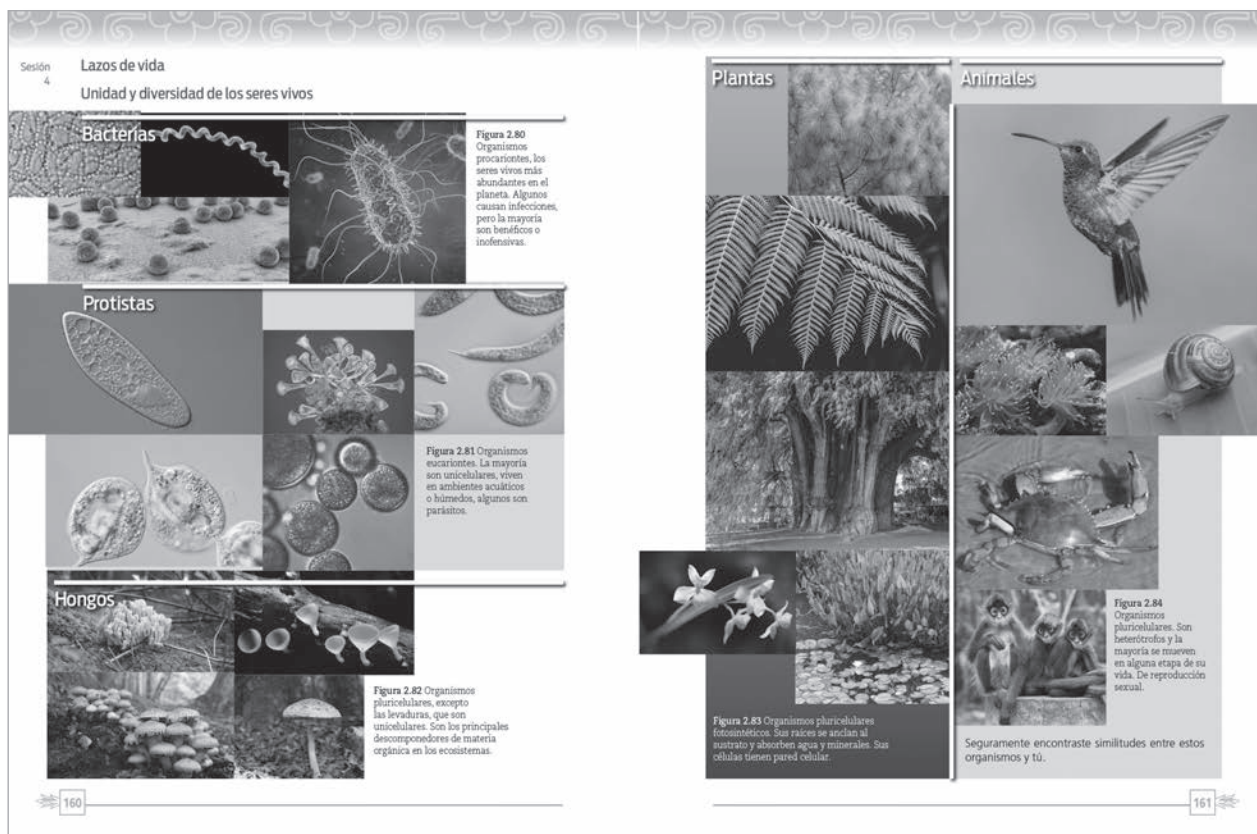 Sesión
4
Lazos de vida
Unidad y diversidad de los seres vivos
Bacterias
Figura 2.80
Organismos
procariontes, los
seres vivos más
abundantes en el
planeta. Algunos
causan infecciones,
pero la mayoría
son benéficos o
inofensivas.
Protistas
Figura 2.81 Organismos
eucariontes. La mayoría
son unicelulares, viven
en ambientes acuáticos
o húmedos, algunos son
parásitos.
Hongos
Figura 2.82 Organismos
pluricelulares, excepto
las levaduras, que son
unicelulares. Son los principales
descomponedores de materia
orgánica en los ecosistemas.
160
Plantas
Figura 2.83 Organismos pluricelulares
fotosintéticos. Sus raíces se anclan al
sustrato y absorben agua y minerales. Sus
células tienen pared celular.
Animales
Figura 2.84
Organismos
pluricelulares. Son
heterótrofos y la
mayoría se mueven
en alguna etapa de su
vida. De reproducción
sexual.
Seguramente encontraste similitudes entre estos
organismos y tú.
161